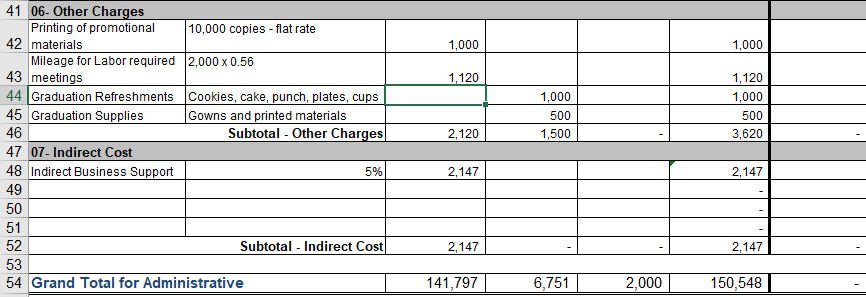 41 06- Other Charges
Printing of promotional 10,000 copies - flat rate
42 materials 1,000 1,000
Mileage for Labor required 2,000 x 0.56
43 meetings 1,120 1,120
44 Graduation Refreshments Cookies, cake, punch, plates, cups 1,000 1,000
45 Graduation Supplies Gowns and printed materials 500 500
46 Subtotal - Other Charges 2,120 1,500 - 3,620 -
47 07- Indirect Cost
48 Indirect Business Support 5% 2,147 2,147
49 -
50 -
51 -
52 Subtotal - Indirect Cost 2,147 - - 2,147 -
53
54 Grand Total for Administrative 141,797 6,751 2,000 150,548 -